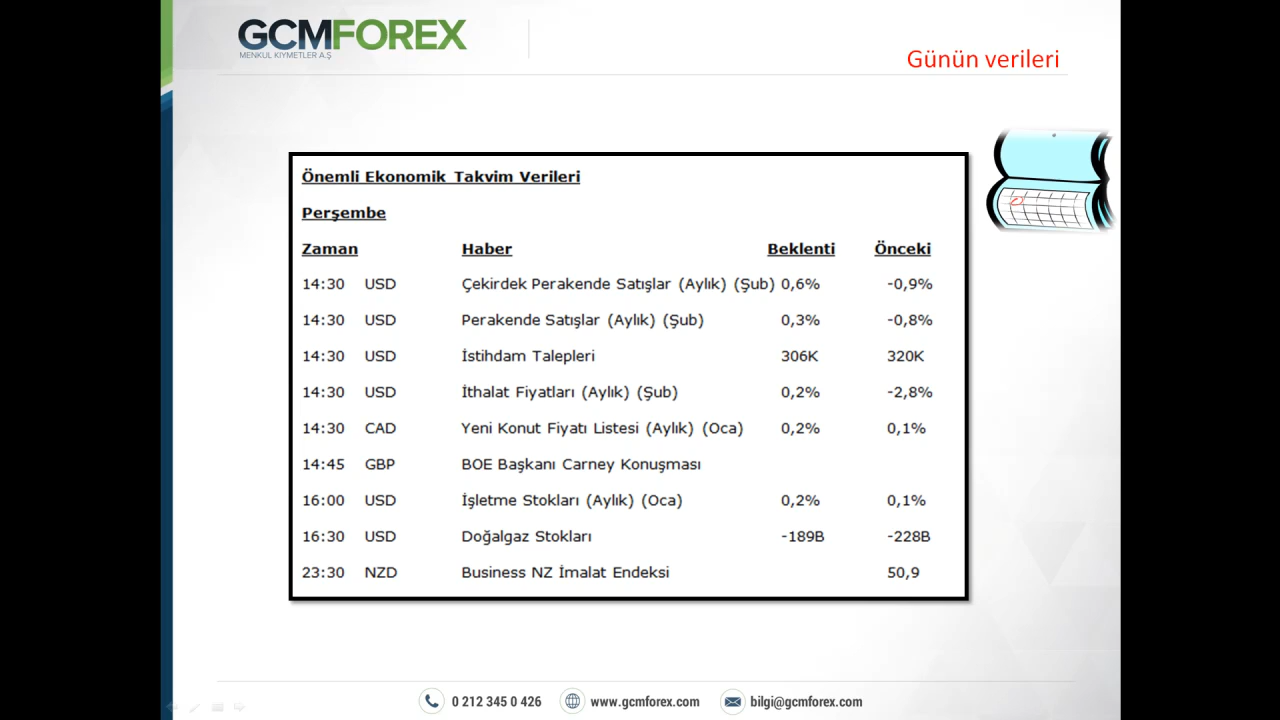 GCMFOREX
MENKUL KIYMETLER A.Ş
Günün verileri
Önemli Ekonomik Takvim Verileri
Perşembe
Zaman Haber Beklenti Önceki
14:30 USD Çekirdek Perakende Satışlar (Aylık) (Şub) 0,6% -0,9%
14:30 USD Perakende Satışlar (Aylık) (Şub) 0,3% -0,8%
14:30 USD İstihdam Talepleri 306K 320K
14:30 USD İthalat Fiyatları (Aylık) (Şub) 0,2% -2,8%
14:30 CAD Yeni Konut Fiyatı Listesi (Aylık) (Oca) 0,2% 0,1%
14:45 GBP BOE Başkanı Carney Konuşması
16:00 USD İşletme Stokları (Aylık) (Oca) 0,2% 0,1%
16:30 USD Doğalgaz Stokları -189B -228B
23:30 NZD Business NZ İmalat Endeksi 50,9
0 212 345 0 426 www.gcmforex.com bilgi@gcmforex.com